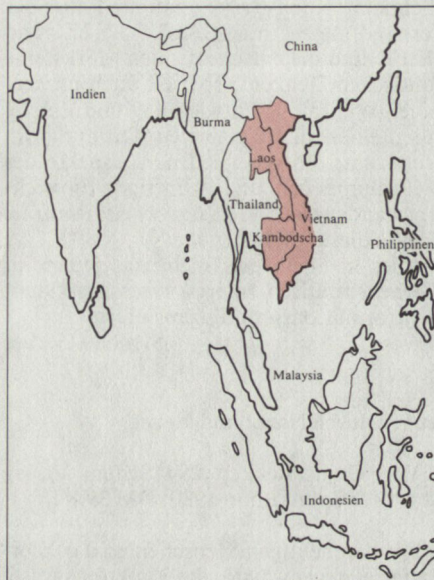 China
Indien
Burma
Laos
Thailand
Vietnam
Kambodscha
Philippinen
Malaysia
Indonesien